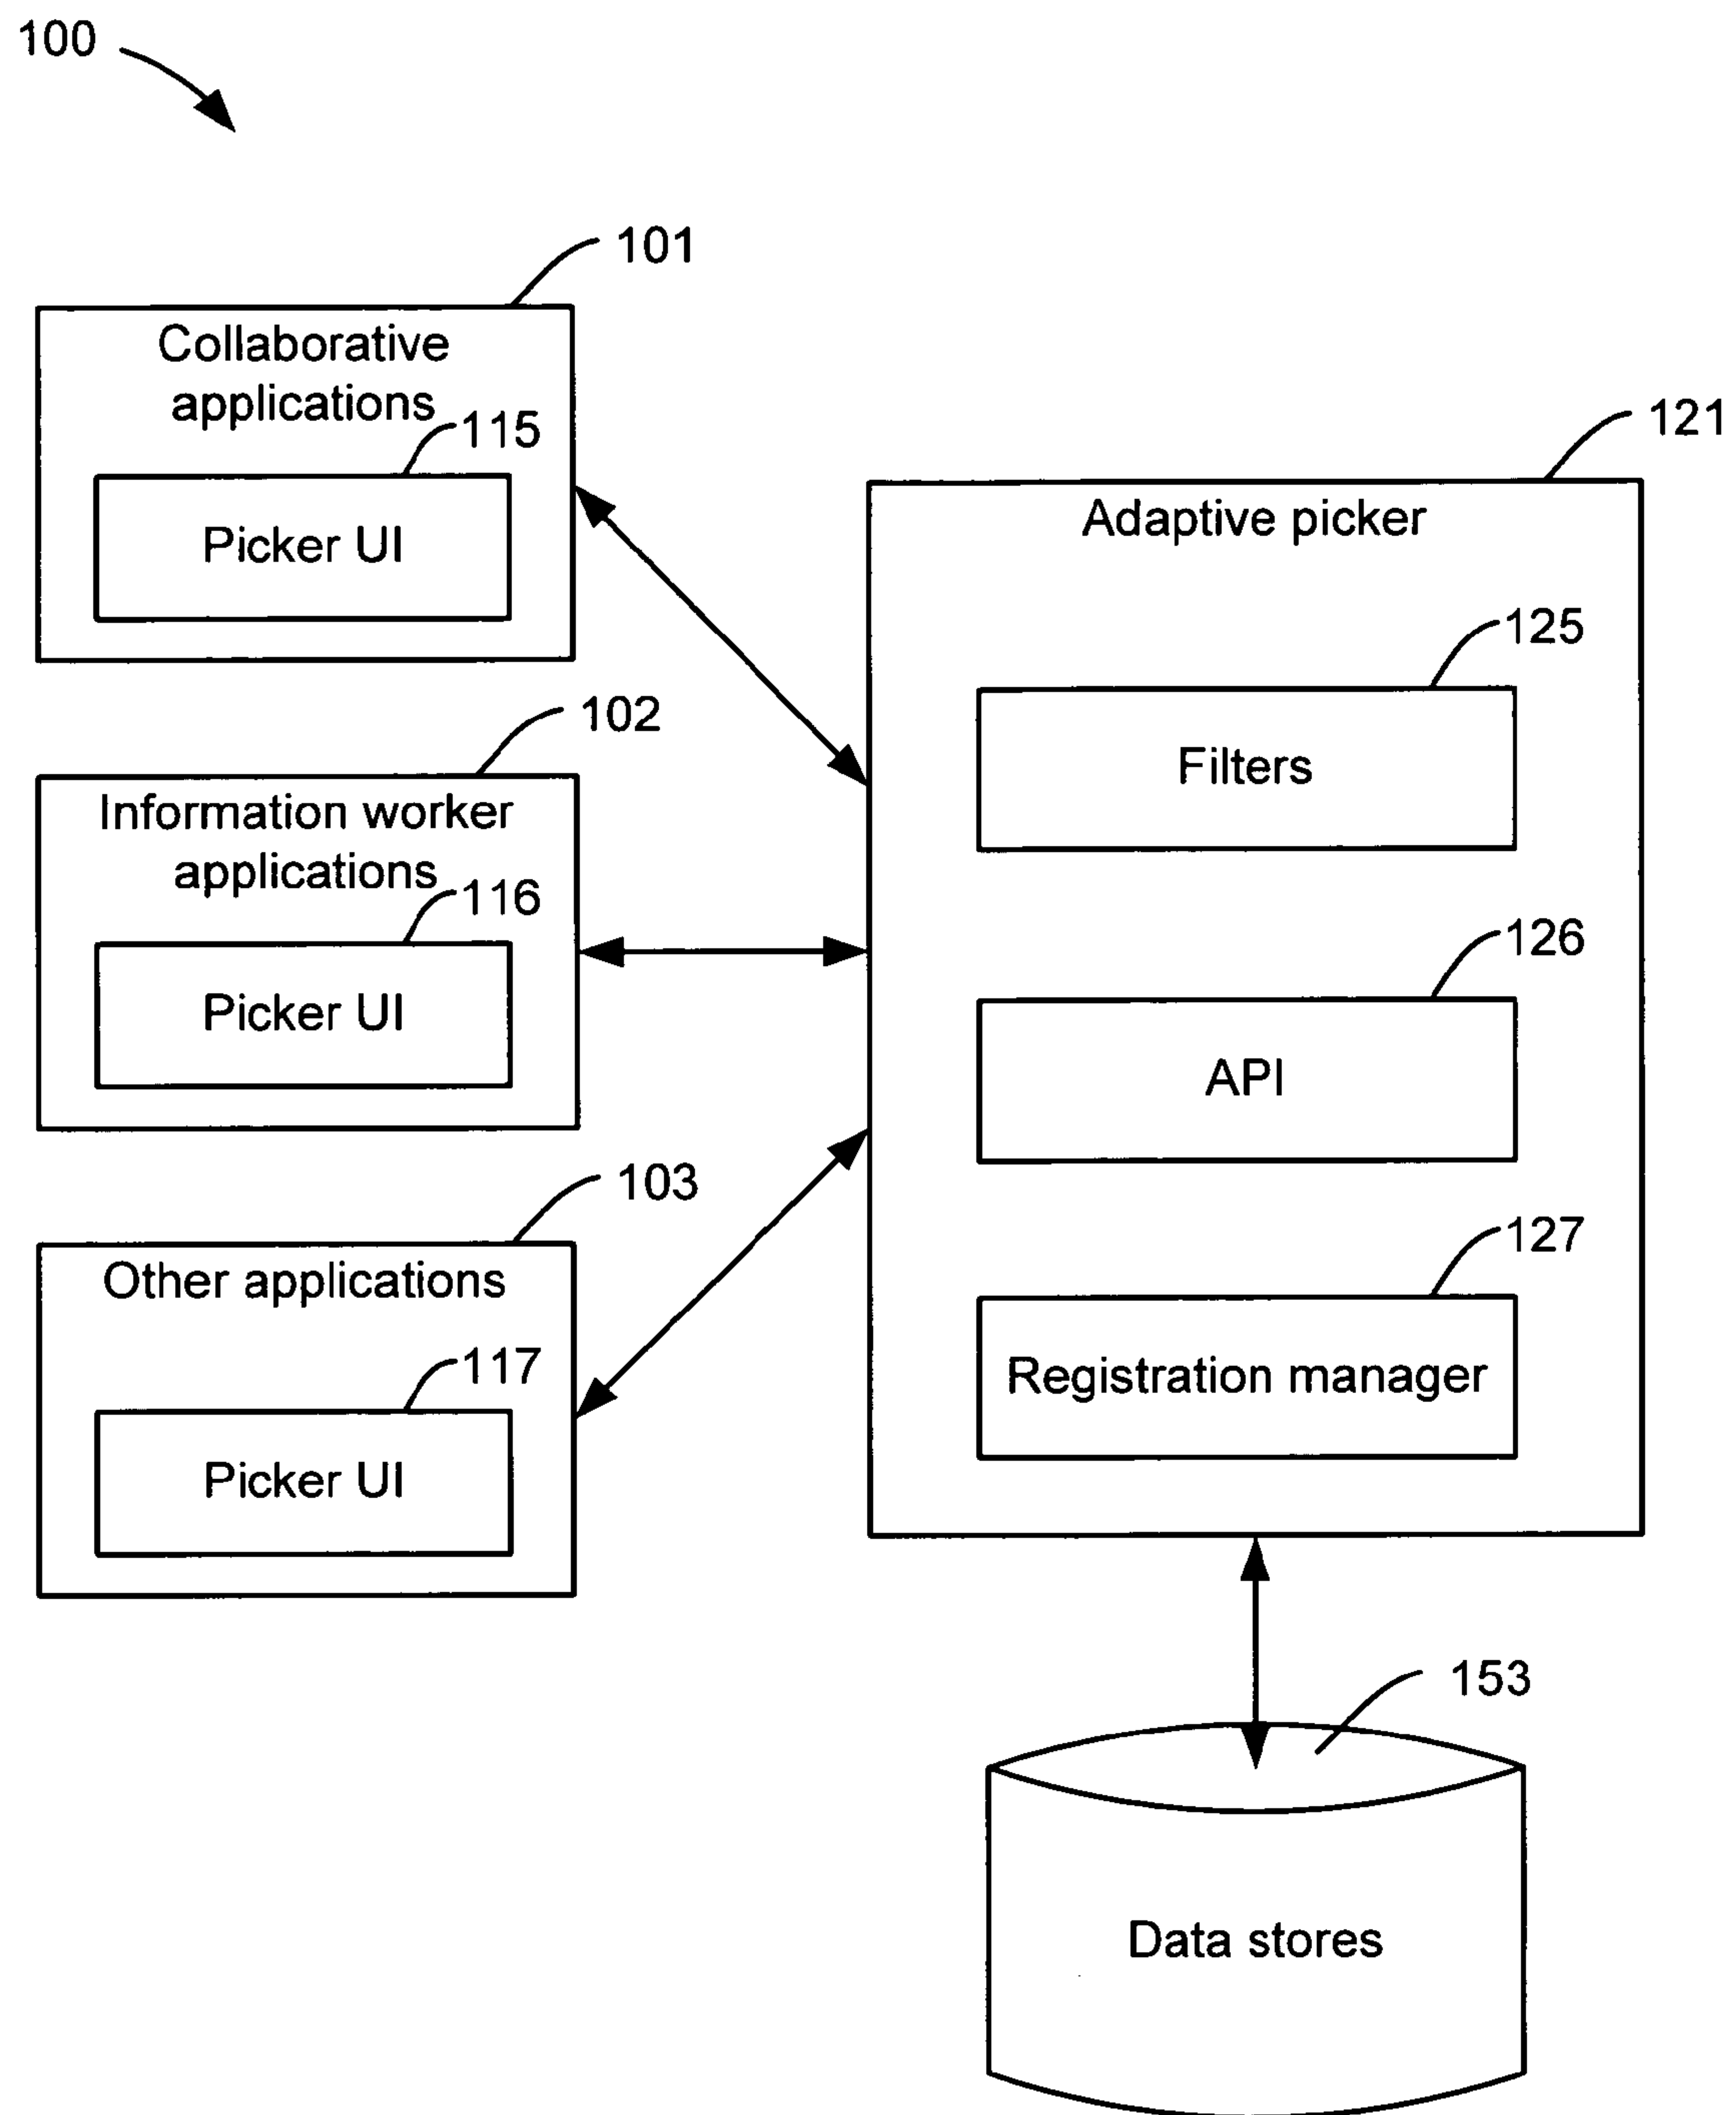 100
101
Collaborative
applications
115
Picker UI
121
Adaptive picker
125
Filters
102
Information worker
applications
116
Picker UI
126
API
103
Other applications
117
Picker UI
127
Registration manager
153
Data stores